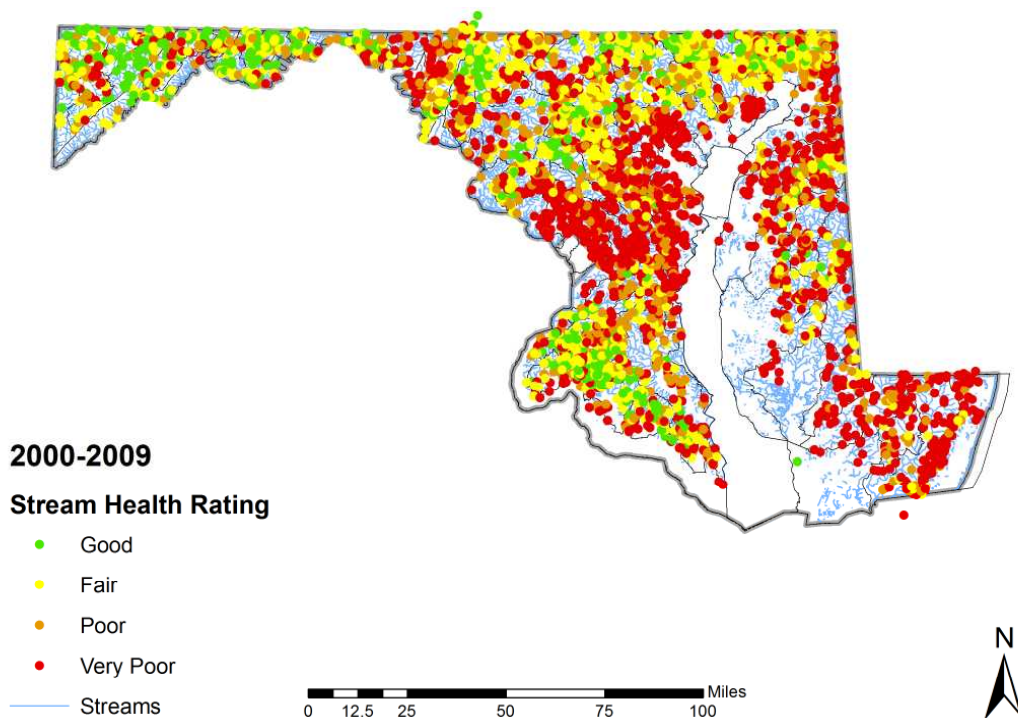 2000-2009
Stream Health Rating
Good
Fair
Poor
Very Poor
Streams
N
Miles
0 12.5 25 50 75 100